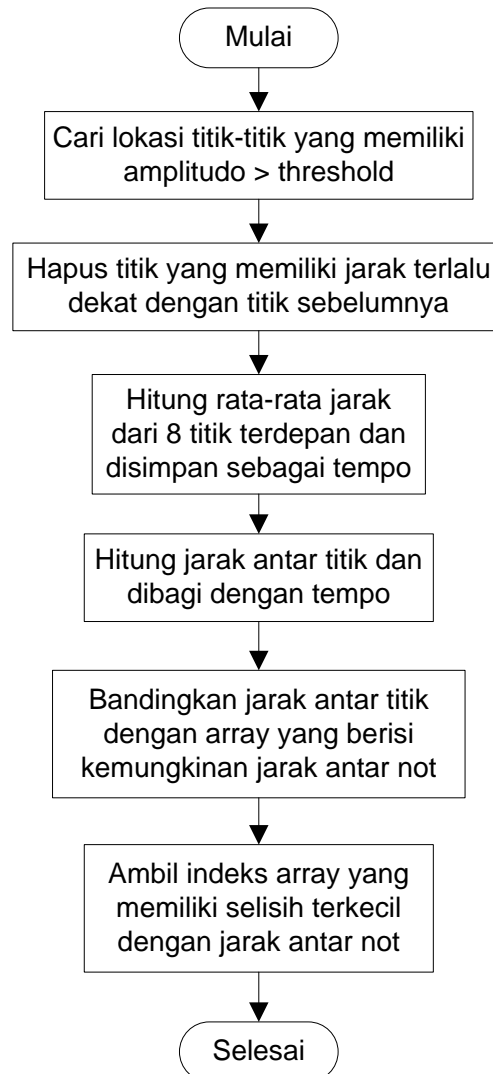 Mulai
Cari lokasi titik-titik yang memiliki
amplitudo > threshold
Hapus titik yang memiliki jarak terlalu
dekat dengan titik sebelumnya
Hitung rata-rata jarak
dari 8 titik terdepan dan
disimpan sebagai tempo
Hitung jarak antar titik dan
dibagi dengan tempo
Bandingkan jarak antar titik
dengan array yang berisi
kemungkinan jarak antar not
Ambil indeks array yang
memiliki selisih terkecil
dengan jarak antar not
Selesai